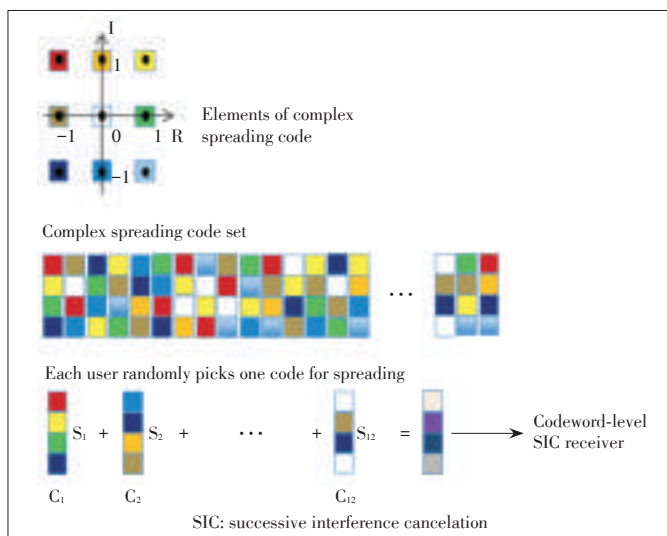 I
1
Elements of complex
spreading code
−1 0 1 R
−1
Complex spreading code set
...
Each user randomly picks one code for spreading
S1 + S2 + ... + S12 =
Codeword-level
SIC receiver
C1 C2 C12
SIC: successive interference cancelation